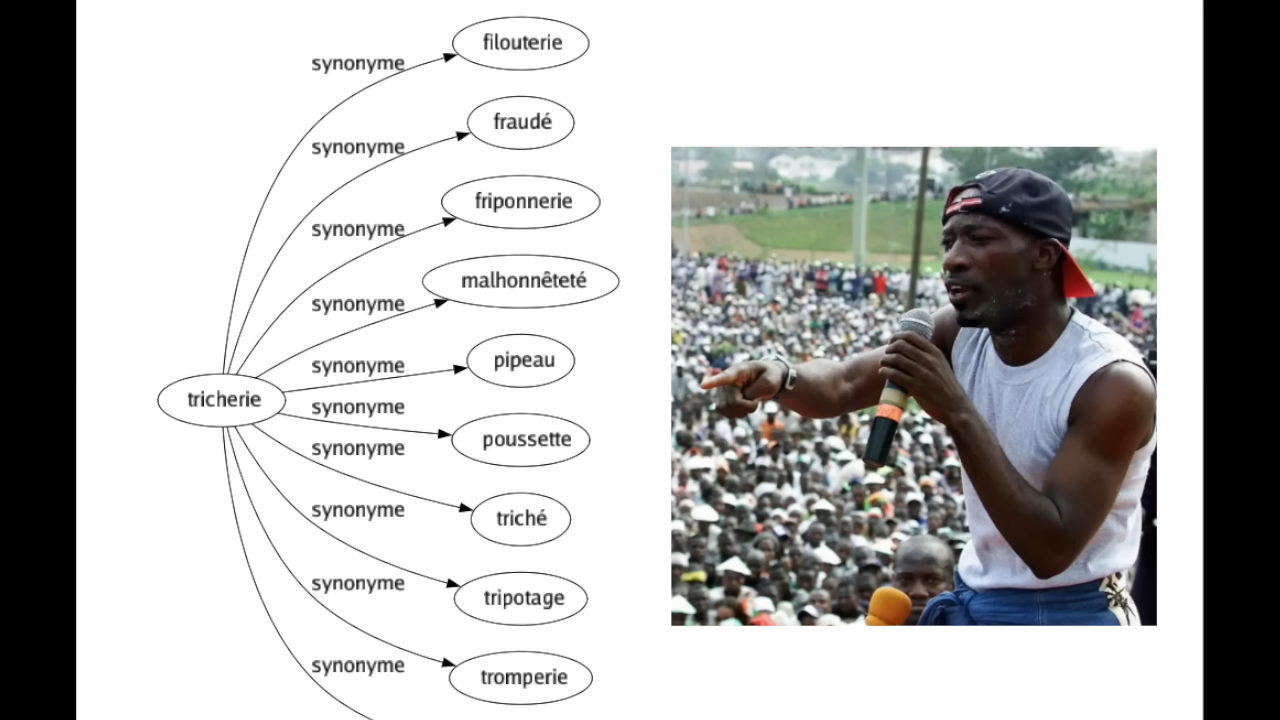 filouterie
synonyme
fraudé
synonyme
friponnerie
synonyme
malhonnêteté
synonyme
pipeau
synonyme
tricherie
synonyme
poussette
synonyme
triché
synonyme
tripotage
synonyme
tromperie
synonyme